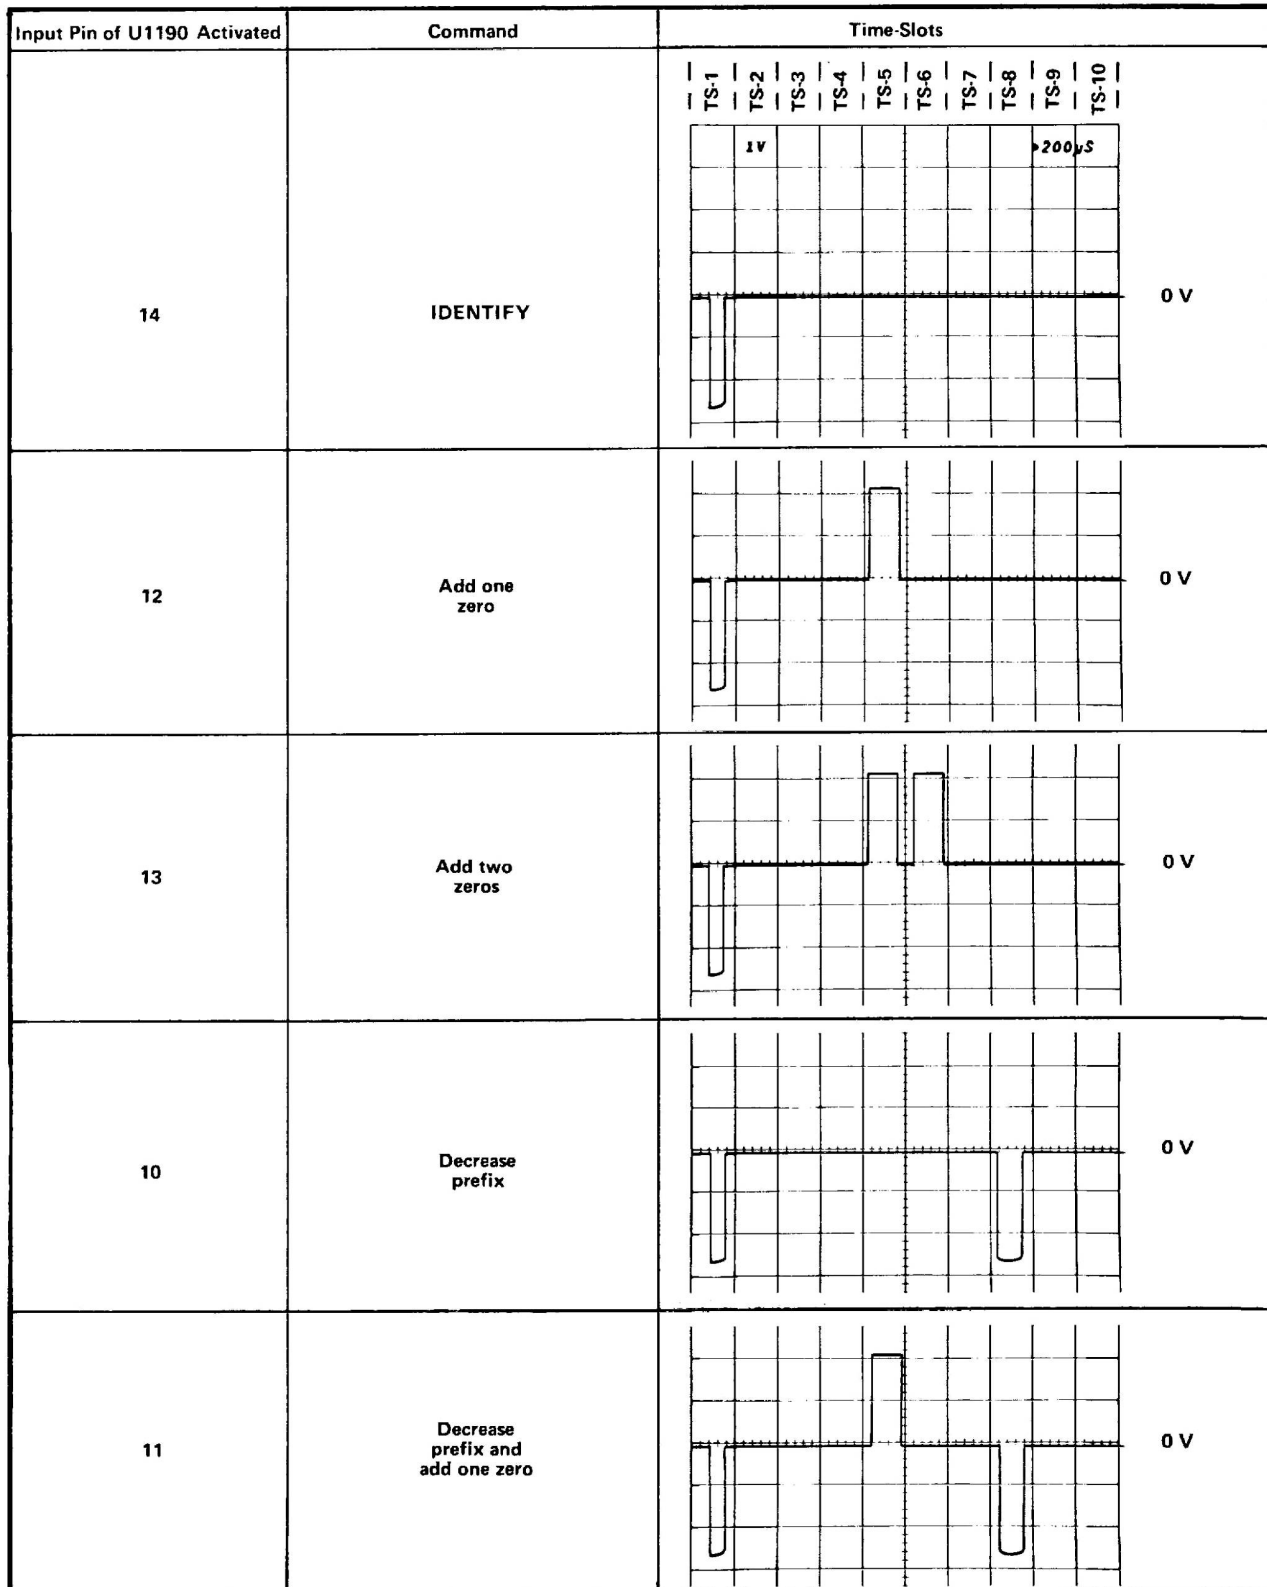 Input Pin of U1190 Activated
Command
Time-Slots
TS-1
TS-2
TS-3
TS-4
TS-5
TS-6
TS-7
TS-8
TS-9
TS-10
1V
200µS
14
IDENTIFY
0 V
12
Add one
zero
0 V
13
Add two
zeros
0 V
10
Decrease
prefix
0 V
11
Decrease
prefix and
add one zero
0 V